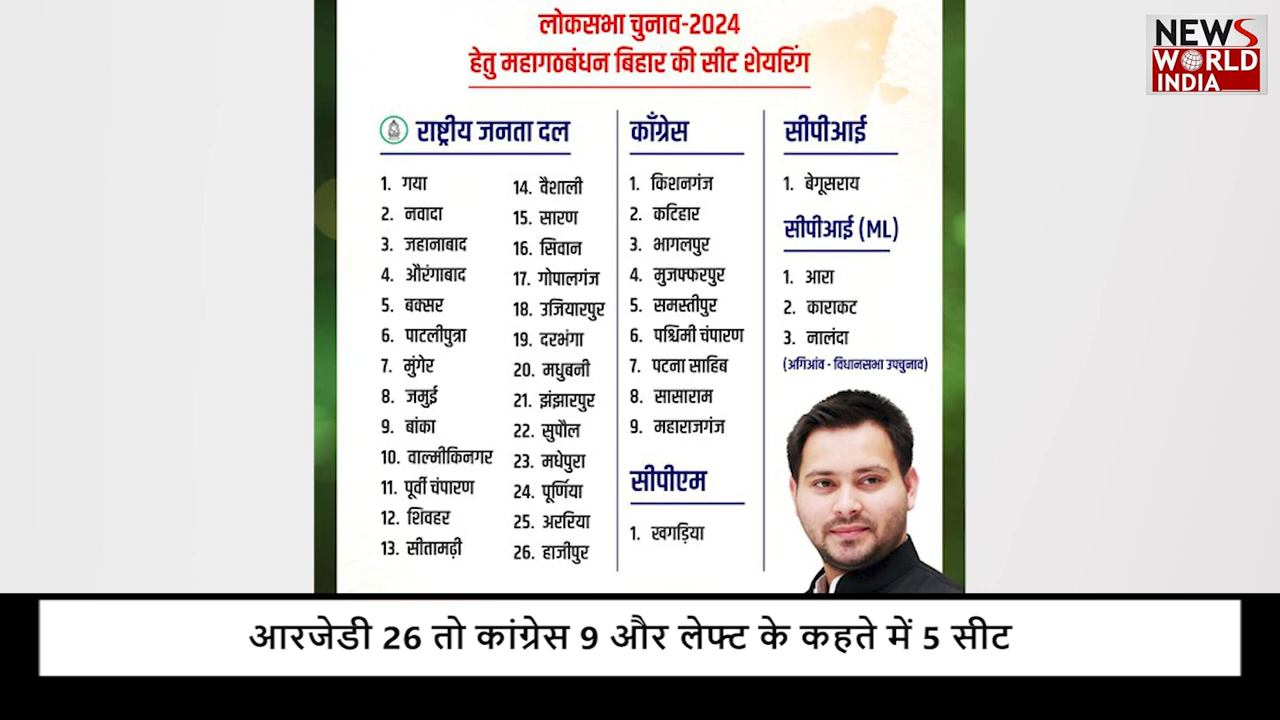 लोकसभा चुनाव-2024
हेतु महागठबंधन बिहार की सीट शेयरिंग
NEWS
WORLD
INDIA
राष्ट्रीय जनता दल
1. गया
2. नवादा
3. जहानाबाद
4. औरंगाबाद
5. बक्सर
6. पाटलीपुत्रा
7. मुंगेर
8. जमुई
9. बांका
10. वाल्मीकिनगर
11. पूर्वी चंपारण
12. शिवहर
13. सीतामढ़ी
14. वैशाली
15. सारण
16. सिवान
17. गोपालगंज
18. उजियारपुर
19. दरभंगा
20. मधुबनी
21. झंझारपुर
22. सुपौल
23. मधेपुरा
24. पूर्णिया
25. अररिया
26. हाजीपुर
काँग्रेस
1. किशनगंज
2. कटिहार
3. भागलपुर
4. मुजफ्फरपुर
5. समस्तीपुर
6. पश्चिमी चंपारण
7. पटना साहिब
8. सासाराम
9. महाराजगंज
सीपीएम
1. खगड़िया
सीपीआई
1. बेगूसराय
सीपीआई (ML)
1. आरा
2. काराकट
3. नालंदा
(अगिआंव - विधानसभा उपचुनाव)
आरजेडी 26 तो कांग्रेस 9 और लेफ्ट के कहते में 5 सीट